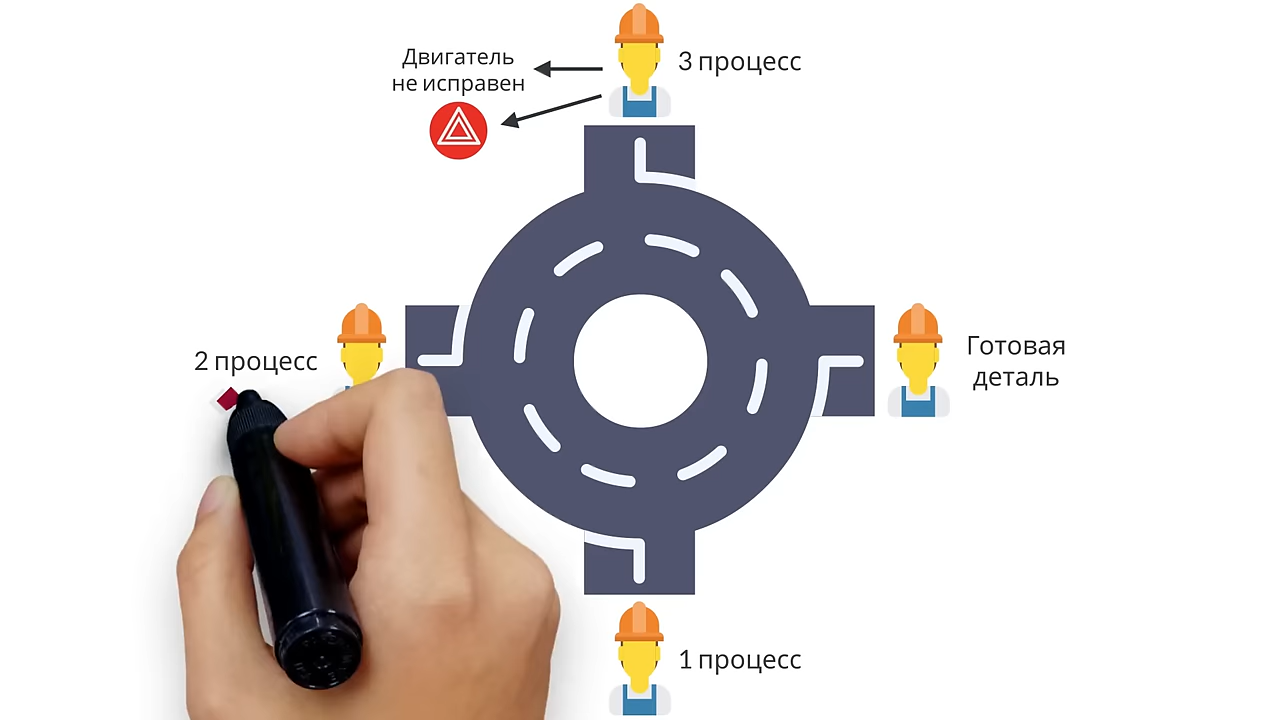 Двигатель
не исправен
3 процесс
2 процесс
Готовая
деталь
1 процесс